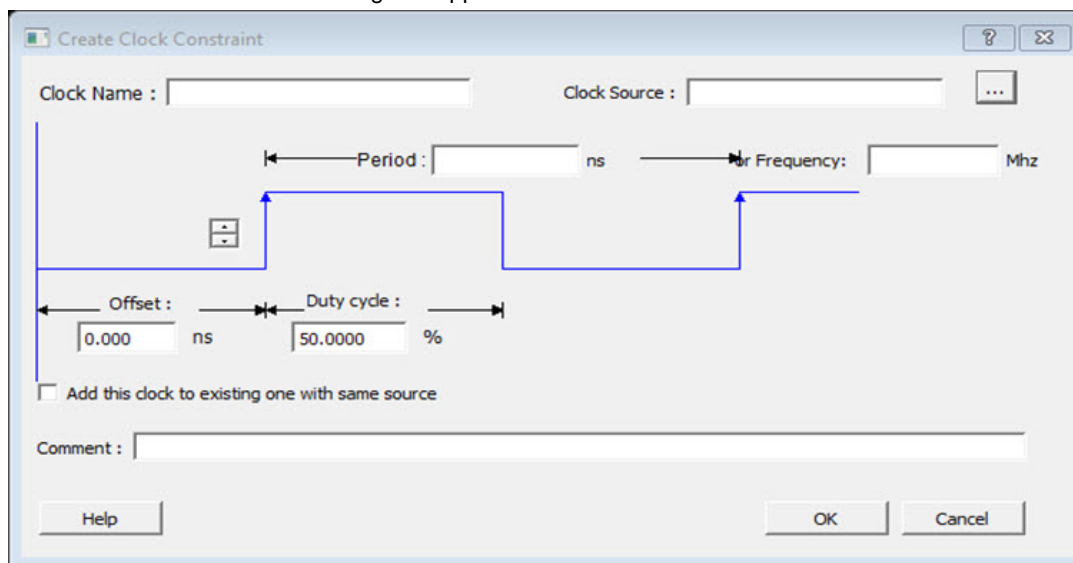 Create Clock Constraint ?
Clock Name : Clock Source : ...
Period : ns or Frequency: Mhz
Offset : Duty cycle :
0.000 ns 50.0000 %
Add this clock to existing one with same source
Comment :
Help OK Cancel